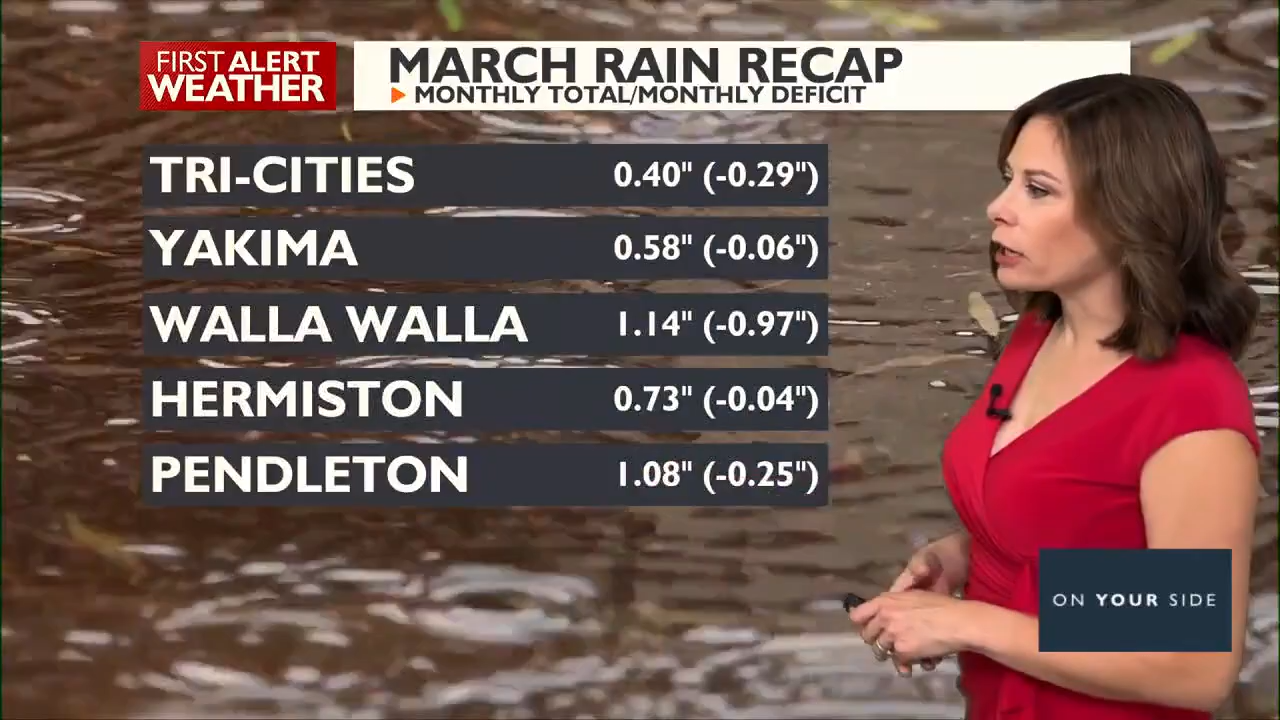 FIRST ALERT
WEATHER
MARCH RAIN RECAP
MONTHLY TOTAL/MONTHLY DEFICIT
TRI-CITIES 0.40" (-0.29")
YAKIMA 0.58" (-0.06")
WALLA WALLA 1.14" (-0.97")
HERMISTON 0.73" (-0.04")
PENDLETON 1.08" (-0.25")
ON YOUR SIDE